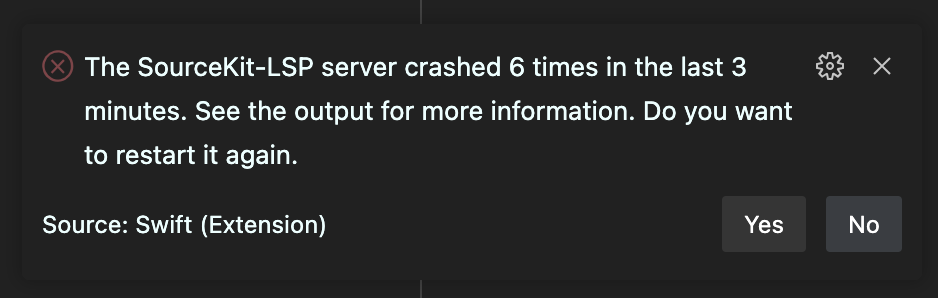 The SourceKit-LSP server crashed 6 times in the last 3
minutes. See the output for more information. Do you want
to restart it again.
Source: Swift (Extension)
Yes
No